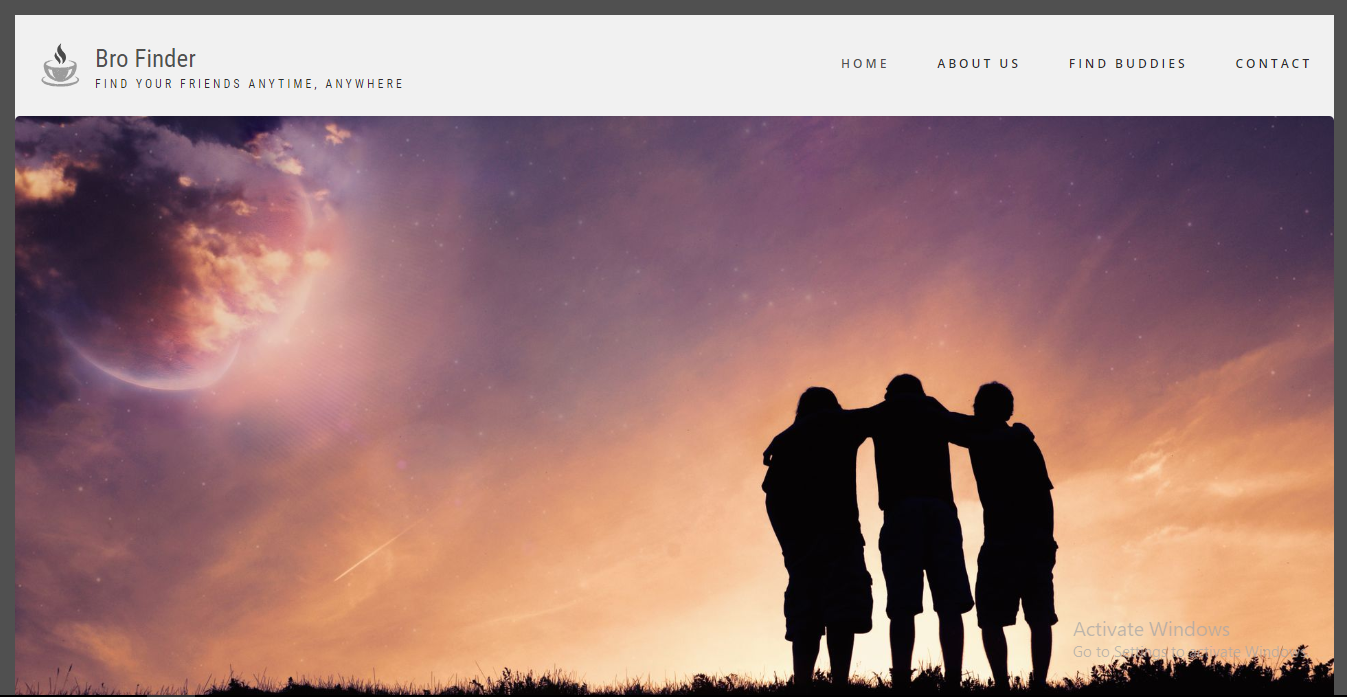 Bro Finder
FIND YOUR FRIENDS ANYTIME, ANYWHERE
HOME ABOUT US FIND BUDDIES CONTACT
Activate Windows
Go to Settings to activate Windows.